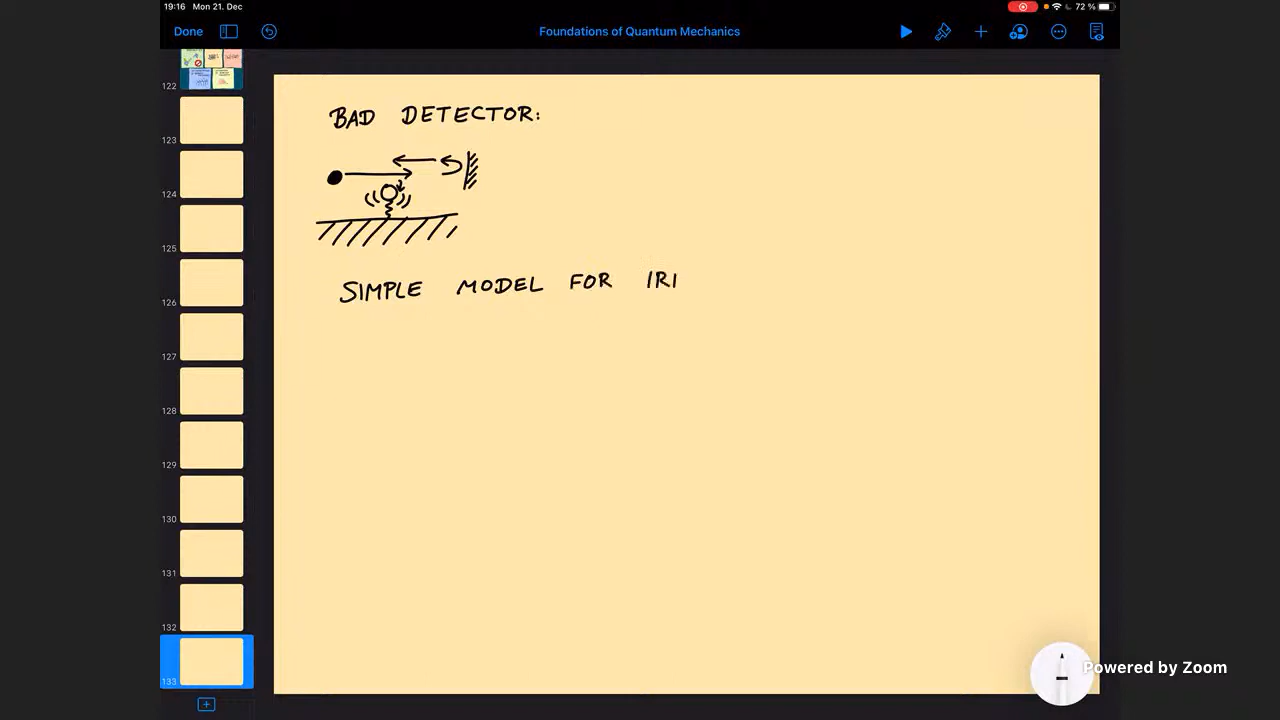 19:16 Mon 21. Dec
72 %
Done
Foundations of Quantum Mechanics
122
123
124
125
126
127
128
129
130
131
132
133
BAD DETECTOR:
SIMPLE MODEL FOR IRI
Powered by Zoom